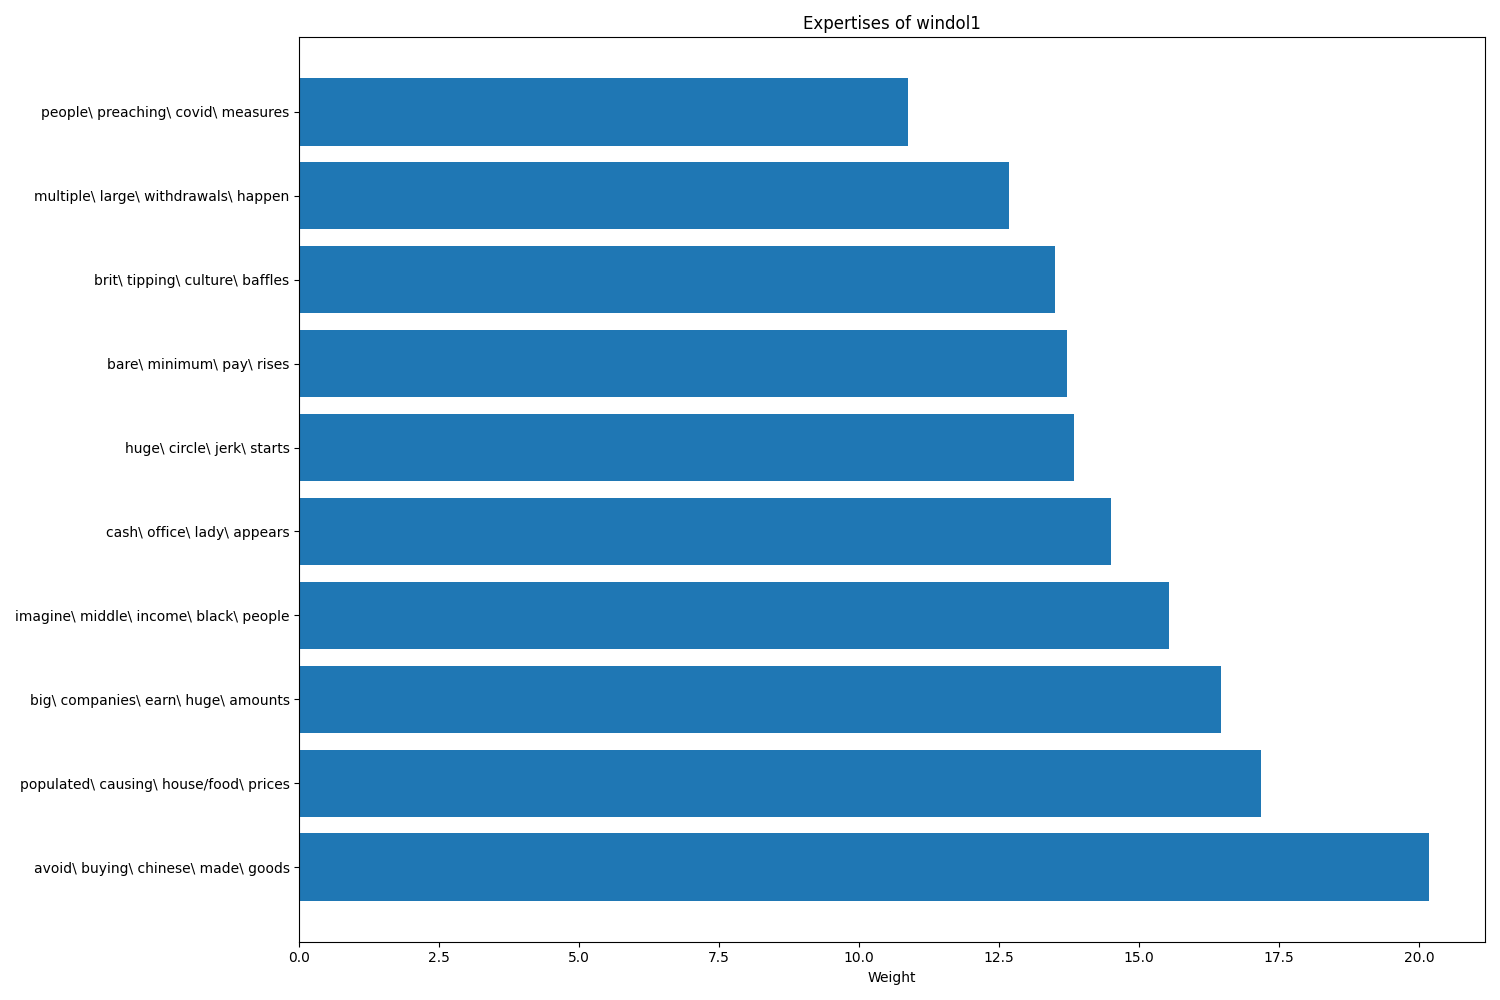 Expertises of windol1
people\ preaching\ covid\ measures
multiple\ large\ withdrawals\ happen
brit\ tipping\ culture\ baffles
bare\ minimum\ pay\ rises
huge\ circle\ jerk\ starts
cash\ office\ lady\ appears
imagine\ middle\ income\ black\ people
big\ companies\ earn\ huge\ amounts
populated\ causing\ house/food\ prices
avoid\ buying\ chinese\ made\ goods
0.0 2.5 5.0 7.5 10.0 12.5 15.0 17.5 20.0
Weight